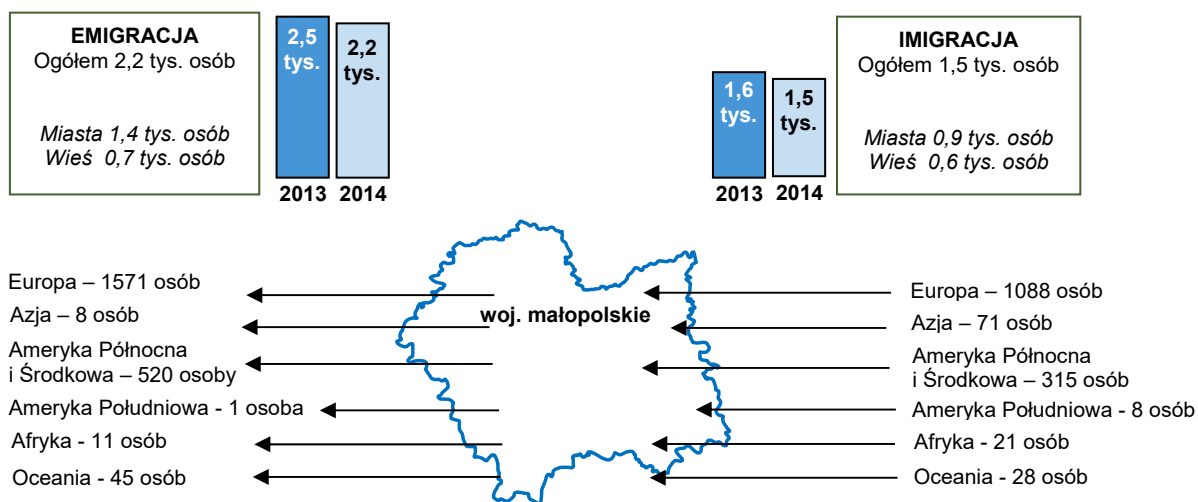 EMIGRACJA
Ogółem 2,2 tys. osób
Miasta 1,4 tys. osób
Wieś 0,7 tys. osób
2,5
tys.
2,2
tys.
2013 2014
1,6
tys.
1,5
tys.
2013 2014
IMIGRACJA
Ogółem 1,5 tys. osób
Miasta 0,9 tys. osób
Wieś 0,6 tys. osób
Europa – 1571 osób
Azja – 8 osób
Ameryka Północna
i Środkowa – 520 osoby
Ameryka Południowa - 1 osoba
Afryka - 11 osób
Oceania - 45 osób
woj. małopolskie
Europa – 1088 osób
Azja – 71 osób
Ameryka Północna
i Środkowa – 315 osób
Ameryka Południowa - 8 osób
Afryka - 21 osób
Oceania - 28 osób